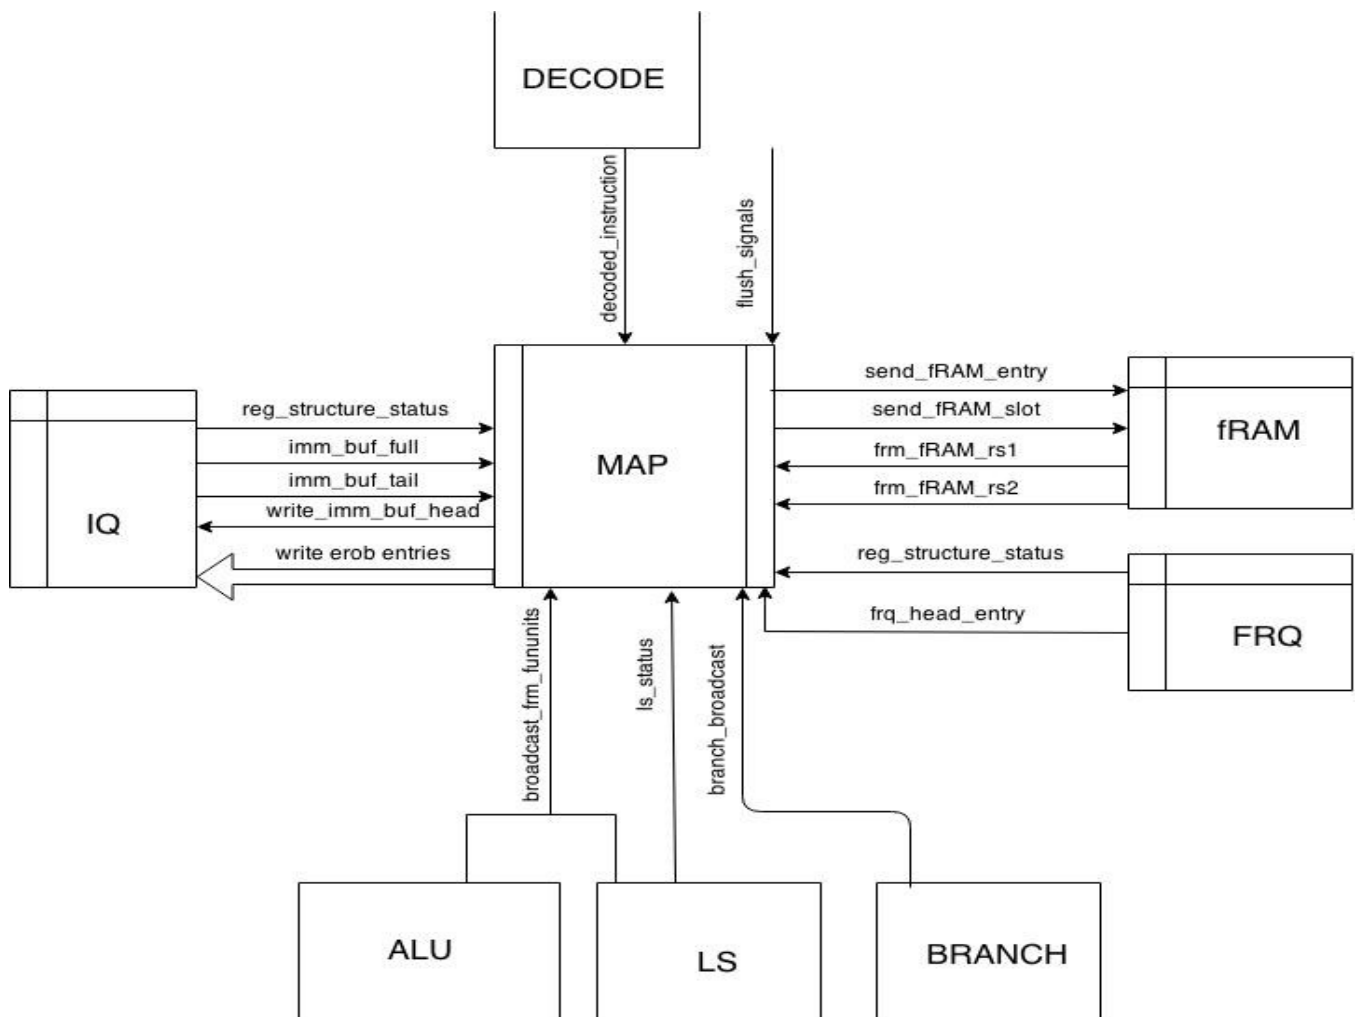 DECODE
decoded_instruction
flush_signals
send_fRAM_entry
reg_structure_status
send_fRAM_slot
fRAM
imm_buf_full
MAP
frm_fRAM_rs1
imm_buf_tail
frm_fRAM_rs2
write_imm_buf_head
IQ
write erob entries
reg_structure_status
frq_head_entry
FRQ
broadcast_frm_fununits
ls_status
branch_broadcast
ALU
LS
BRANCH